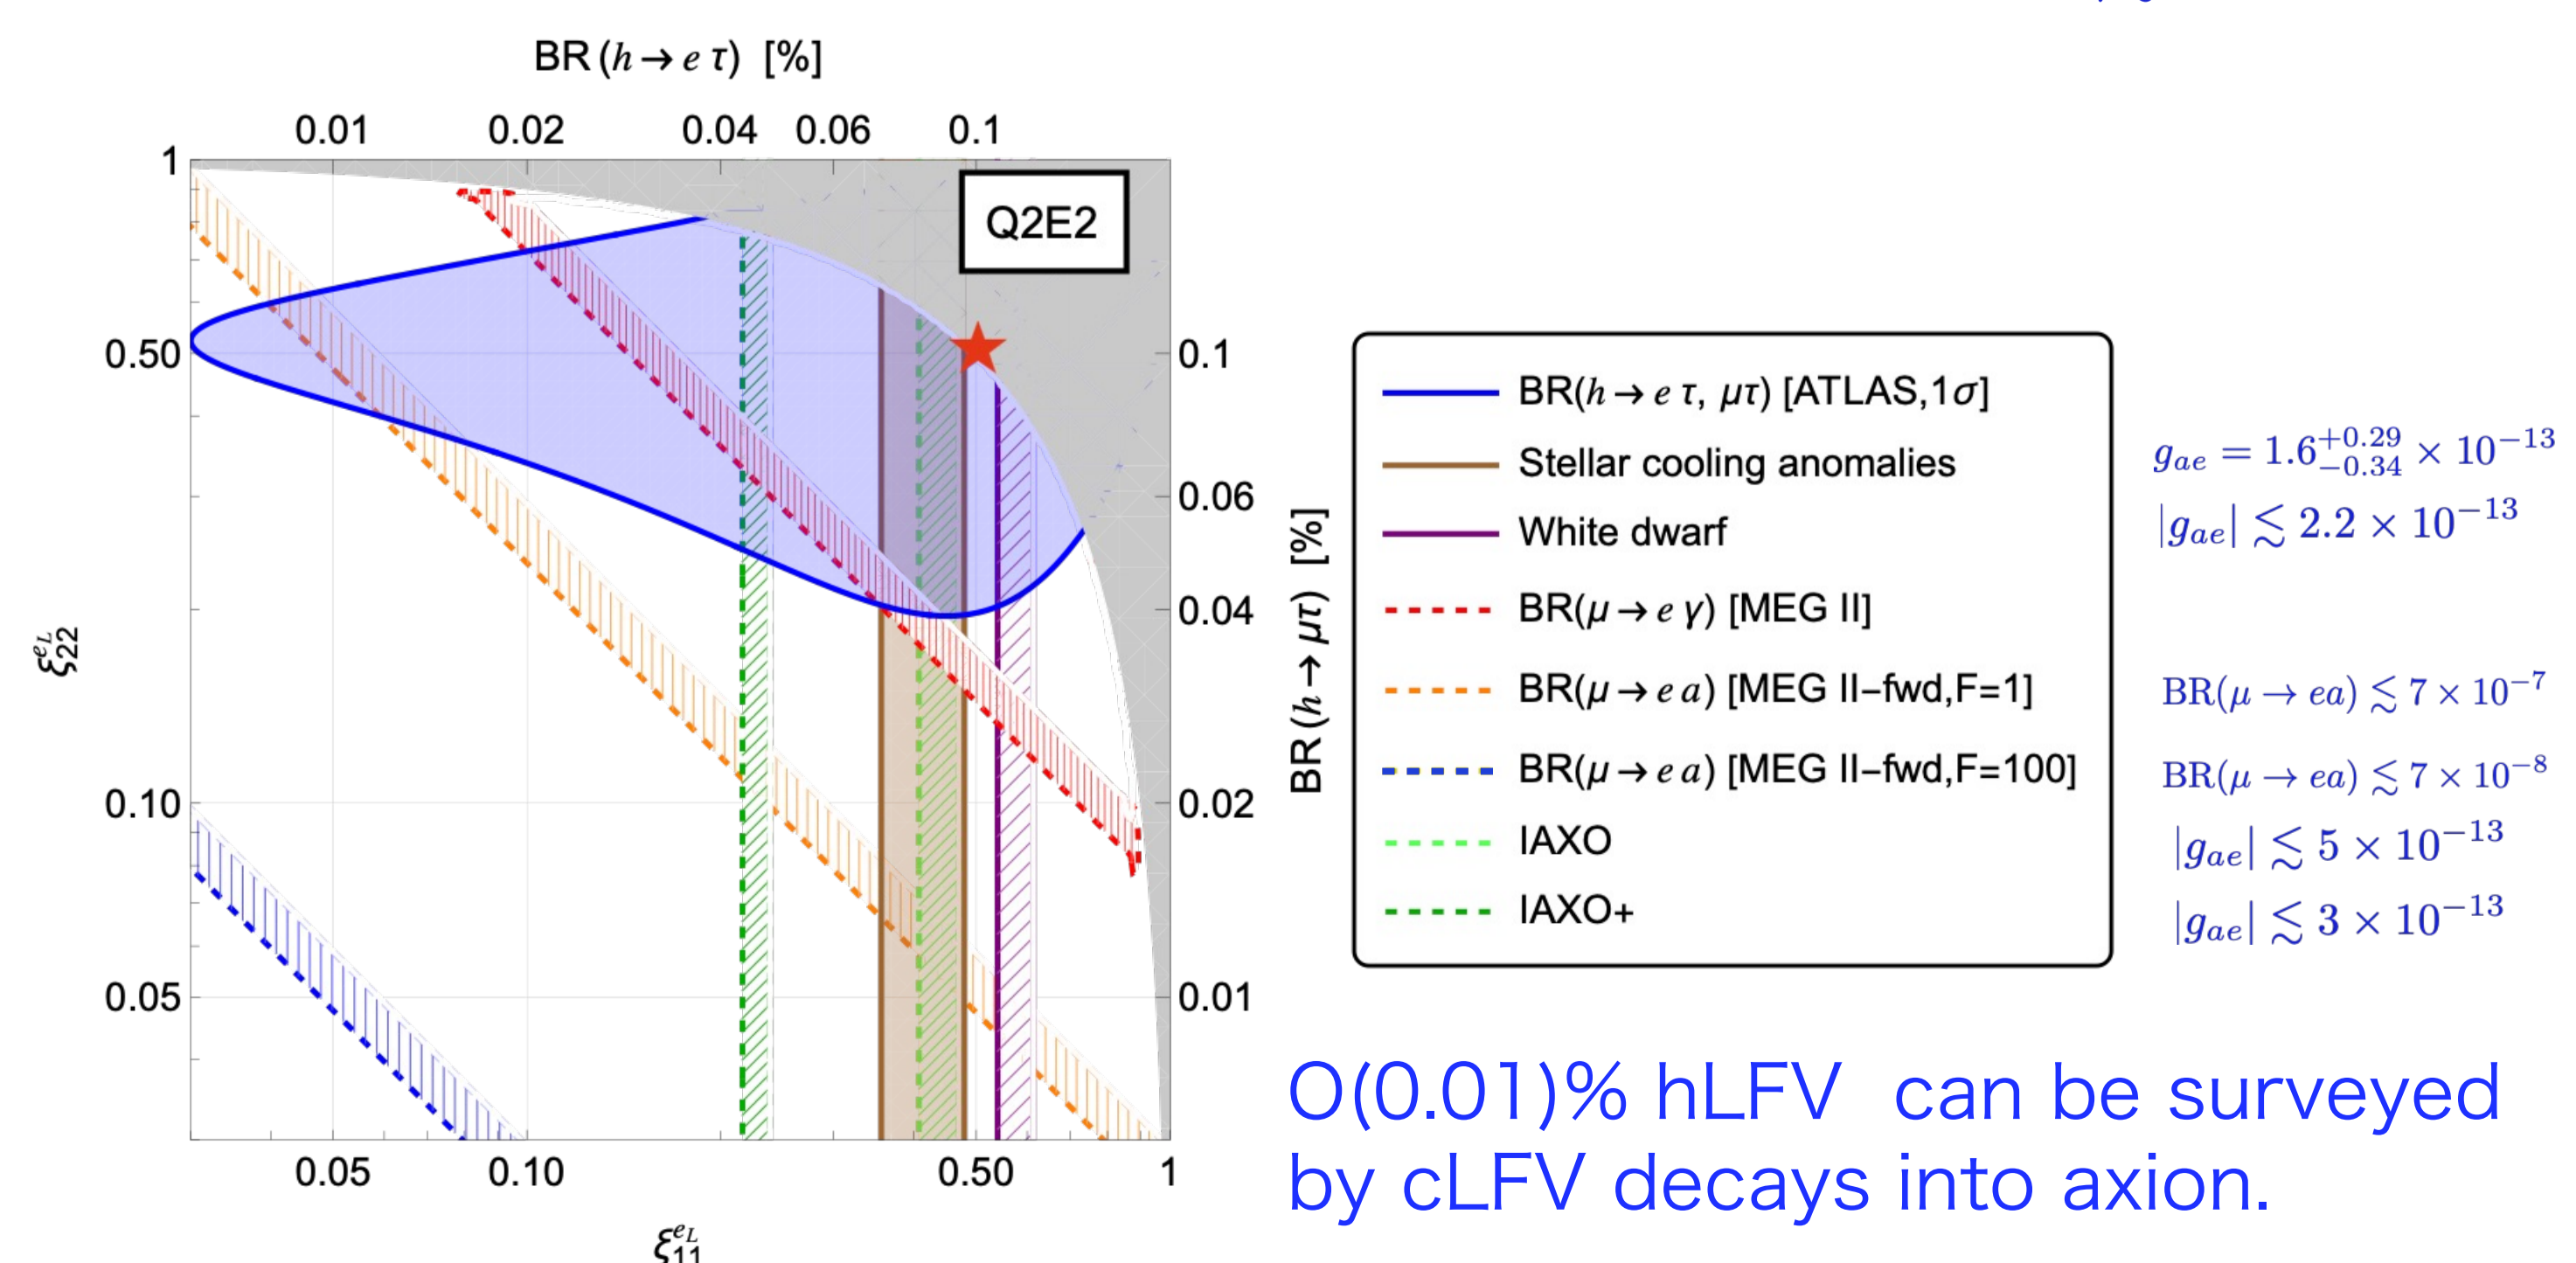 BR (h → e τ) [%]
0.01 0.02 0.04 0.06 0.1
1
0.50
0.10
0.05
Q2E2
0.1
0.06
0.04
0.02
0.01
ξ₂₂^{e_L}
BR (h → μτ) [%]
0.05 0.10 0.50 1
ξ₁₁^{e_L}
BR(h → e τ, μτ) [ATLAS,1σ]
Stellar cooling anomalies
White dwarf
BR(μ → e γ) [MEG II]
BR(μ → e a) [MEG II–fwd,F=1]
BR(μ → e a) [MEG II–fwd,F=100]
IAXO
IAXO+
g_{ae} = 1.6^{+0.29}_{−0.34} × 10^{−13}
|g_{ae}| ≲ 2.2 × 10^{−13}
BR(μ → ea) ≲ 7 × 10^{−7}
BR(μ → ea) ≲ 7 × 10^{−8}
|g_{ae}| ≲ 5 × 10^{−13}
|g_{ae}| ≲ 3 × 10^{−13}
O(0.01)% hLFV can be surveyed
by cLFV decays into axion.